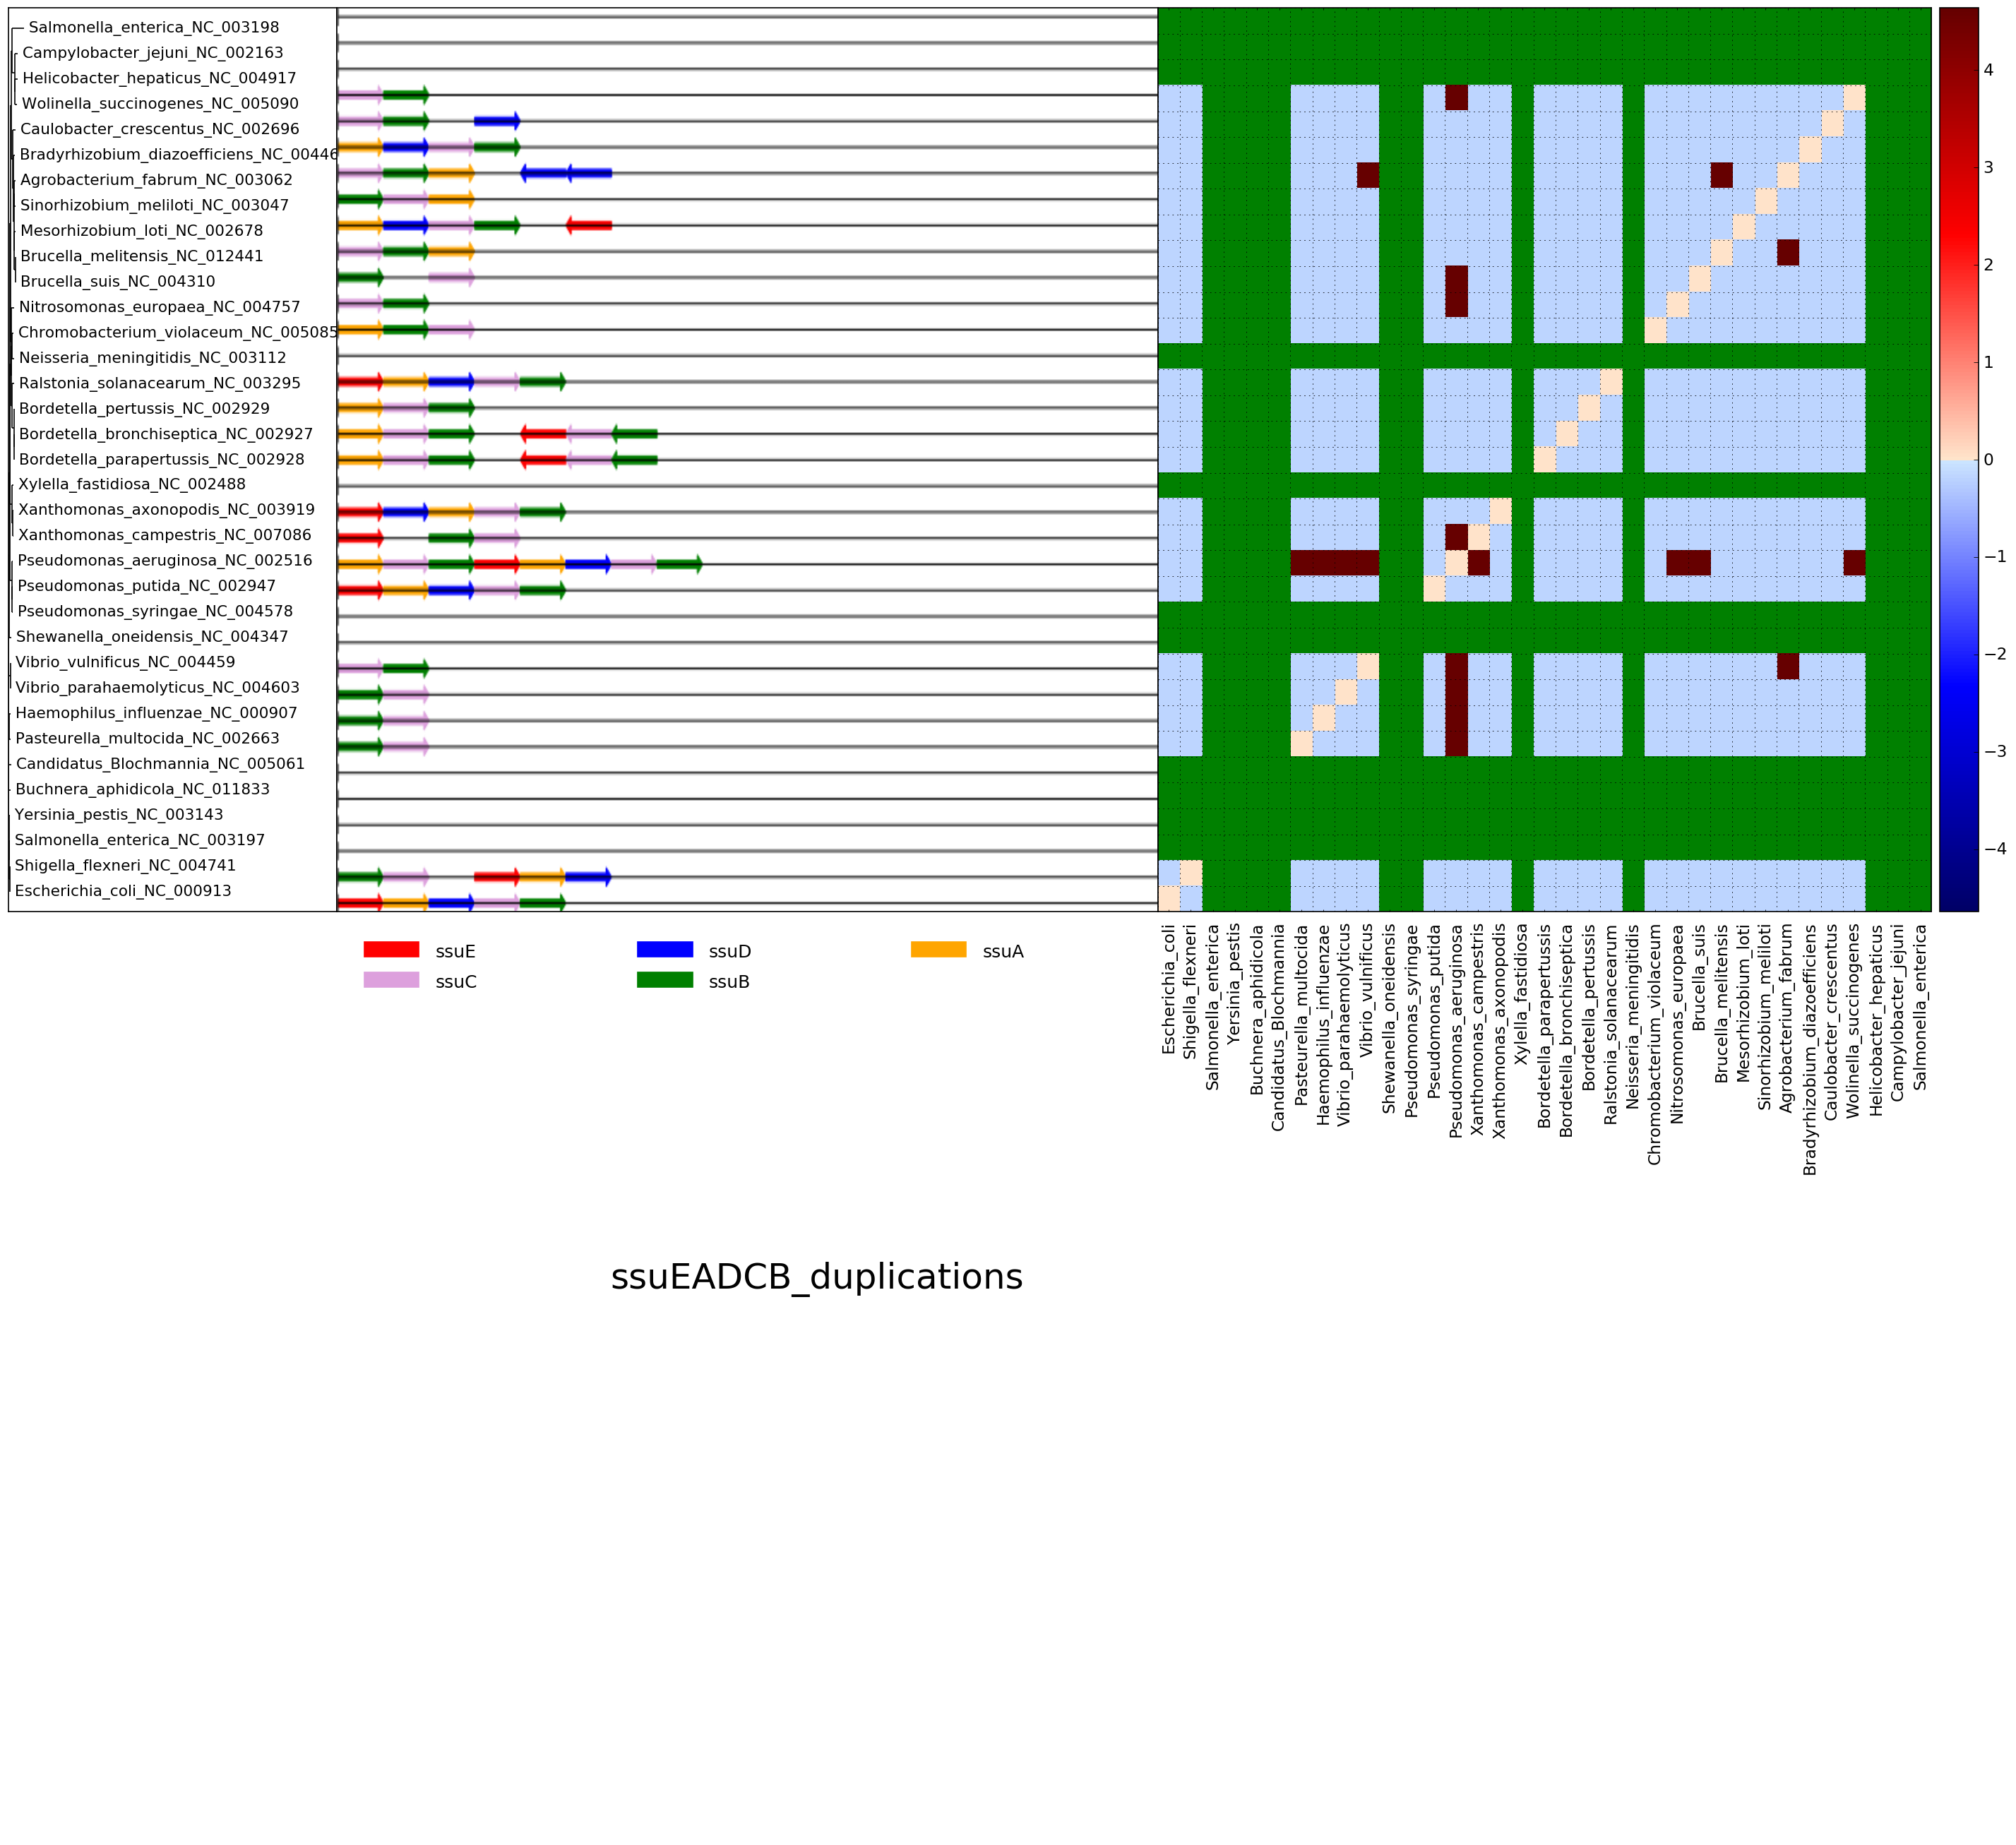 Salmonella_enterica_NC_003198
Campylobacter_jejuni_NC_002163
Helicobacter_hepaticus_NC_004917
Wolinella_succinogenes_NC_005090
Caulobacter_crescentus_NC_002696
Bradyrhizobium_diazoefficiens_NC_00446
Agrobacterium_fabrum_NC_003062
Sinorhizobium_meliloti_NC_003047
Mesorhizobium_loti_NC_002678
Brucella_melitensis_NC_012441
Brucella_suis_NC_004310
Nitrosomonas_europaea_NC_004757
Chromobacterium_violaceum_NC_005085
Neisseria_meningitidis_NC_003112
Ralstonia_solanacearum_NC_003295
Bordetella_pertussis_NC_002929
Bordetella_bronchiseptica_NC_002927
Bordetella_parapertussis_NC_002928
Xylella_fastidiosa_NC_002488
Xanthomonas_axonopodis_NC_003919
Xanthomonas_campestris_NC_007086
Pseudomonas_aeruginosa_NC_002516
Pseudomonas_putida_NC_002947
Pseudomonas_syringae_NC_004578
Shewanella_oneidensis_NC_004347
Vibrio_vulnificus_NC_004459
Vibrio_parahaemolyticus_NC_004603
Haemophilus_influenzae_NC_000907
Pasteurella_multocida_NC_002663
Candidatus_Blochmannia_NC_005061
Buchnera_aphidicola_NC_011833
Yersinia_pestis_NC_003143
Salmonella_enterica_NC_003197
Shigella_flexneri_NC_004741
Escherichia_coli_NC_000913
4
3
2
1
0
−1
−2
−3
−4
ssuE ssuD ssuA
ssuC ssuB
Escherichia_coli
Shigella_flexneri
Salmonella_enterica
Yersinia_pestis
Buchnera_aphidicola
Candidatus_Blochmannia
Pasteurella_multocida
Haemophilus_influenzae
Vibrio_parahaemolyticus
Vibrio_vulnificus
Shewanella_oneidensis
Pseudomonas_syringae
Pseudomonas_putida
Pseudomonas_aeruginosa
Xanthomonas_campestris
Xanthomonas_axonopodis
Xylella_fastidiosa
Bordetella_parapertussis
Bordetella_bronchiseptica
Bordetella_pertussis
Ralstonia_solanacearum
Neisseria_meningitidis
Chromobacterium_violaceum
Nitrosomonas_europaea
Brucella_suis
Brucella_melitensis
Mesorhizobium_loti
Sinorhizobium_meliloti
Agrobacterium_fabrum
Bradyrhizobium_diazoefficiens
Caulobacter_crescentus
Wolinella_succinogenes
Helicobacter_hepaticus
Campylobacter_jejuni
Salmonella_enterica
ssuEADCB_duplications